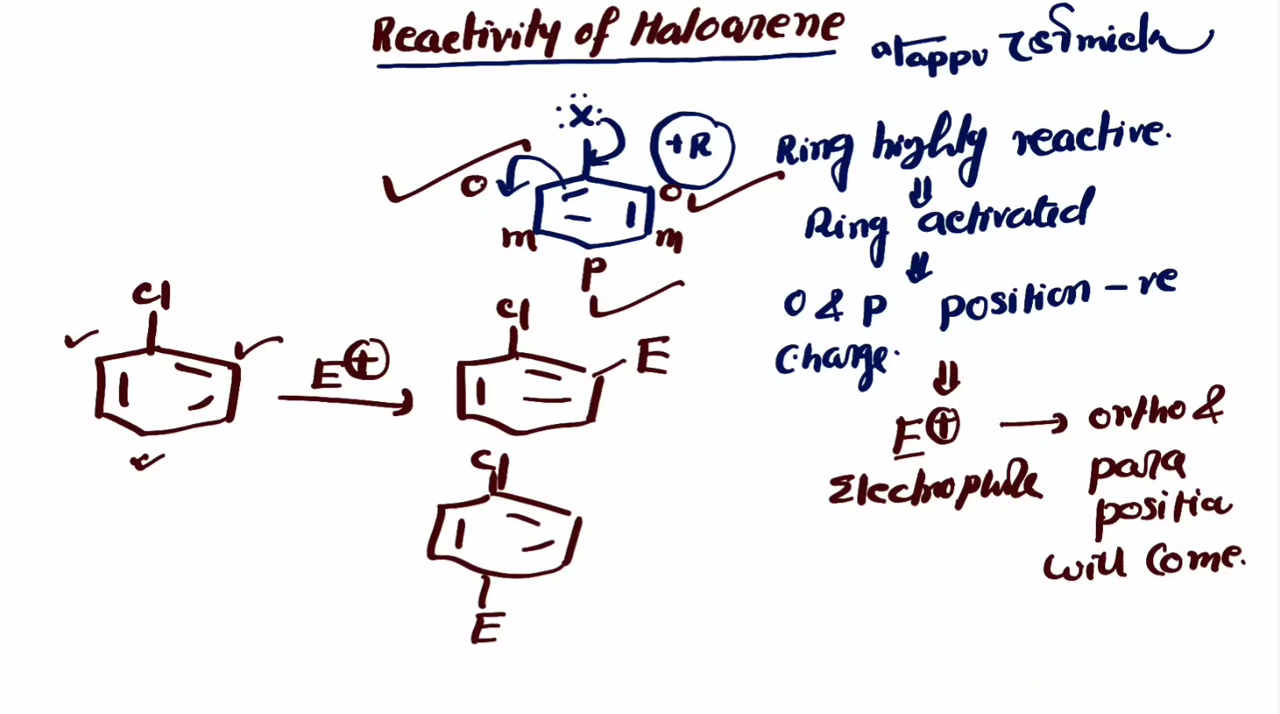 Reactivity of Haloarene
:Ẍ:
+R
O
O
m
m
P
Ring highly reactive.
⇓
Ring activated
⇓
O & P position -re
charge.
⇓
E⊕ → ortho &
Electrophile para
position
will come.
Cl
E⊕
Cl
E
Cl
E